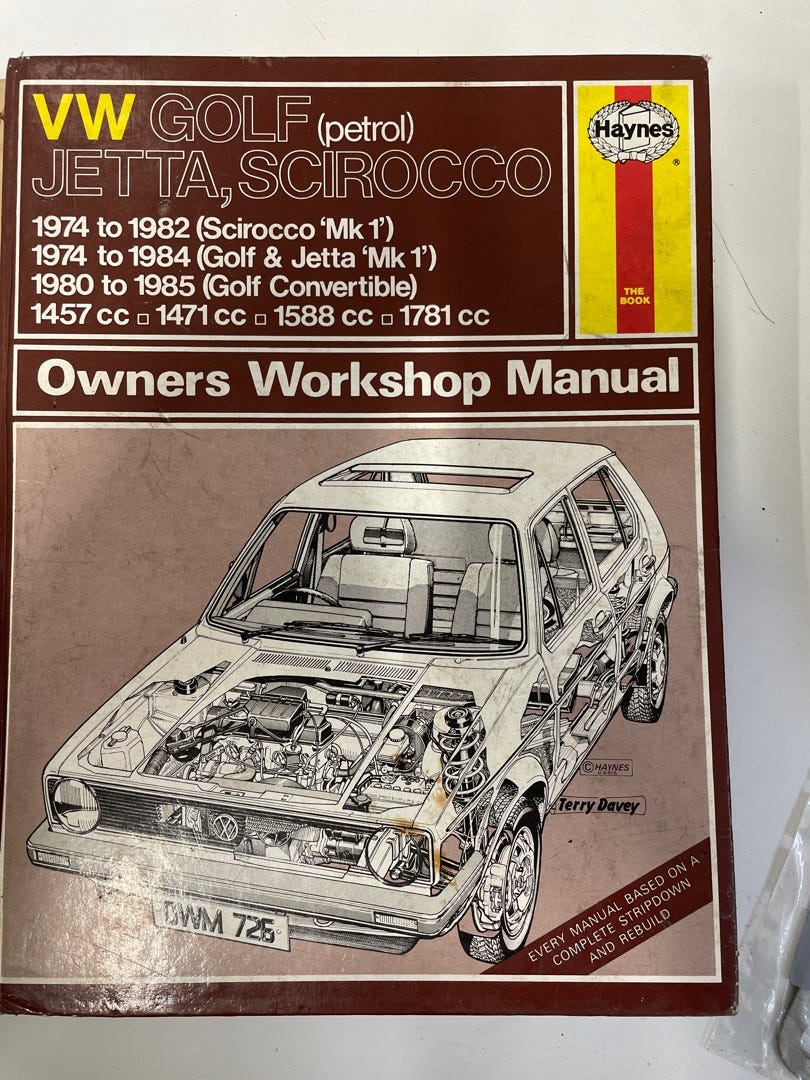 VW GOLF (petrol)
JETTA, SCIROCCO
1974 to 1982 (Scirocco 'Mk 1')
1974 to 1984 (Golf & Jetta 'Mk 1')
1980 to 1985 (Golf Convertible)
1457 cc □ 1471 cc □ 1588 cc □ 1781 cc
Haynes
®
THE
BOOK
Owners Workshop Manual
© HAYNES
Terry Davey
VW
OWM 726
EVERY MANUAL BASED ON A
COMPLETE STRIPDOWN
AND REBUILD